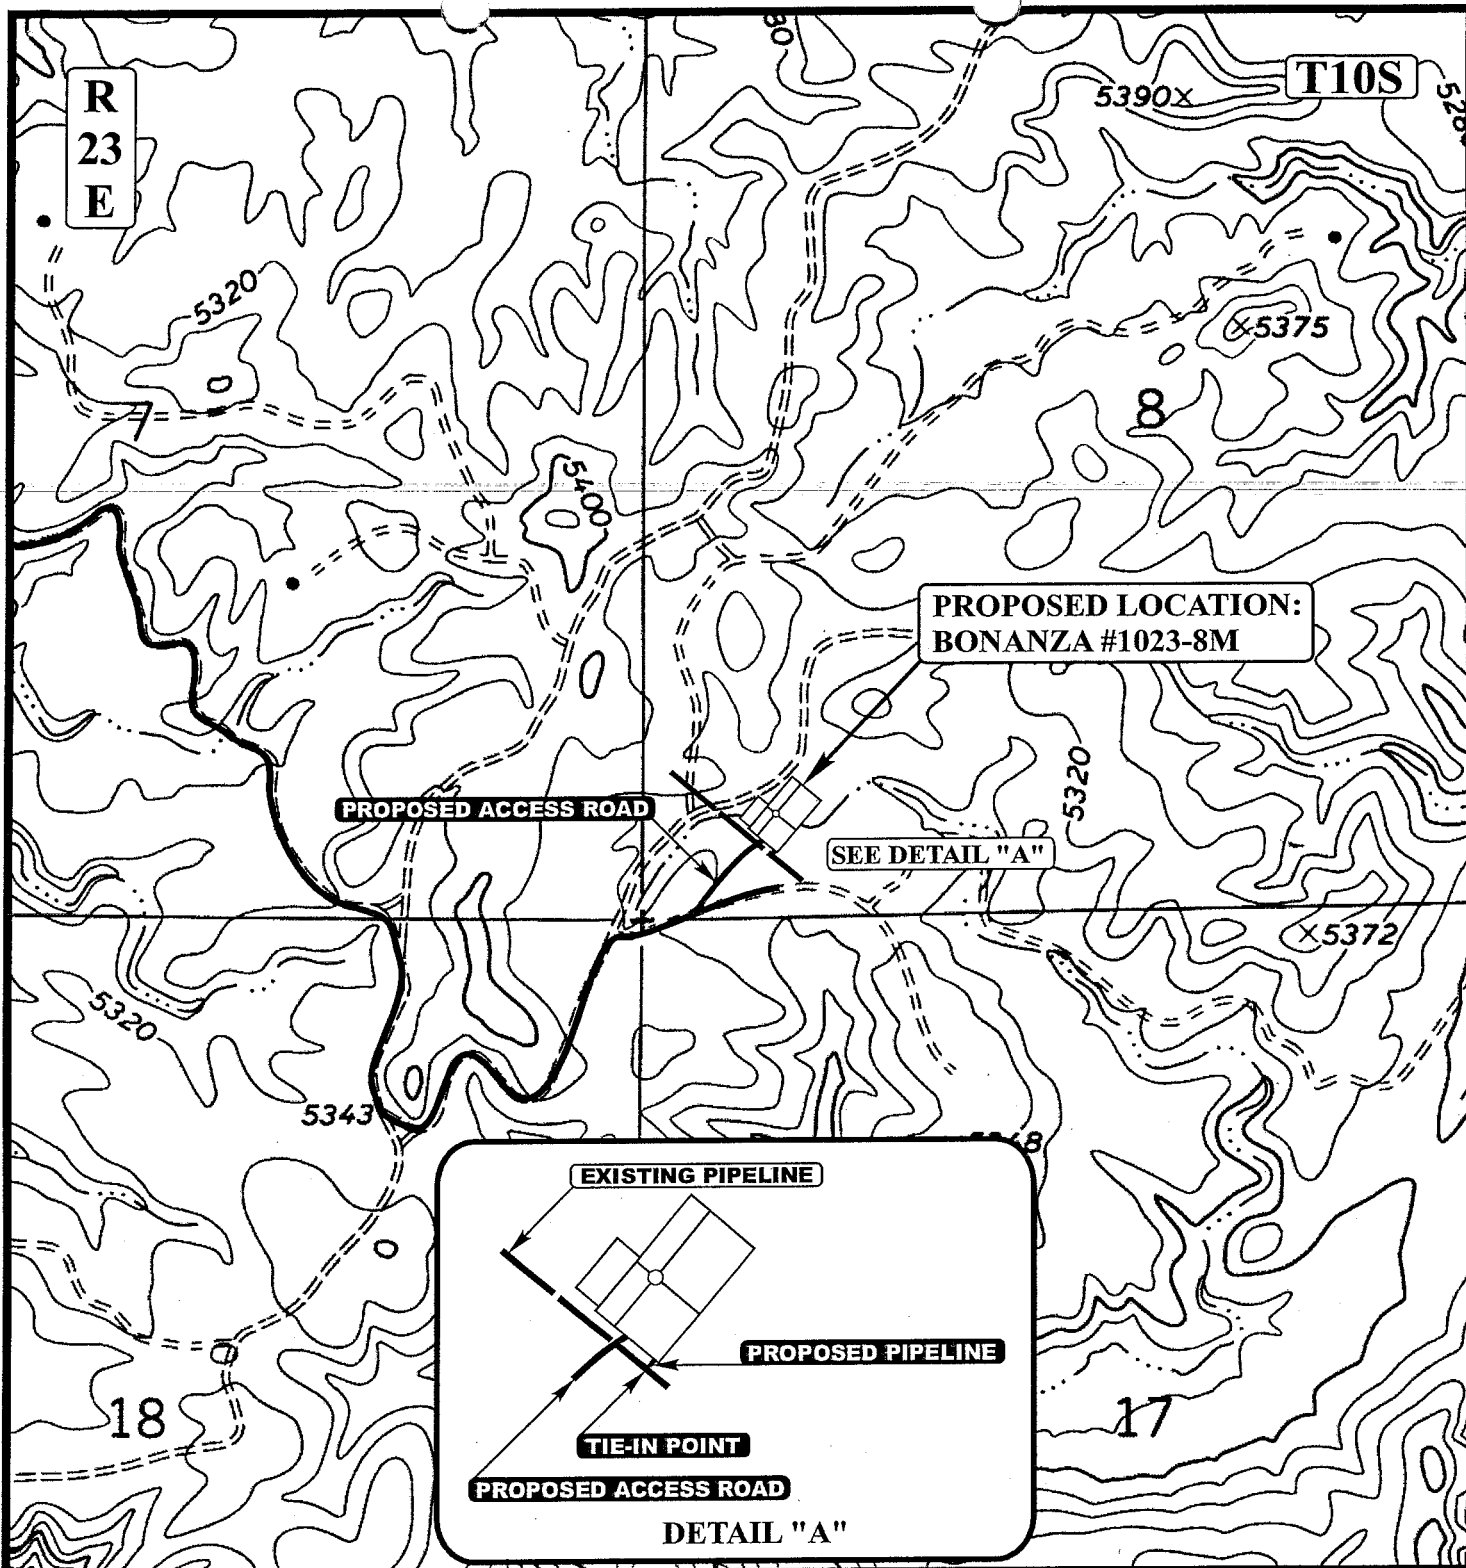 R
23
E
80
5390
T10S
5320
5375
7
8
5400
PROPOSED LOCATION:
BONANZA #1023-8M
5320
PROPOSED ACCESS ROAD
SEE DETAIL "A"
5372
5320
5343
EXISTING PIPELINE
PROPOSED PIPELINE
18
17
TIE-IN POINT
PROPOSED ACCESS ROAD
DETAIL "A"